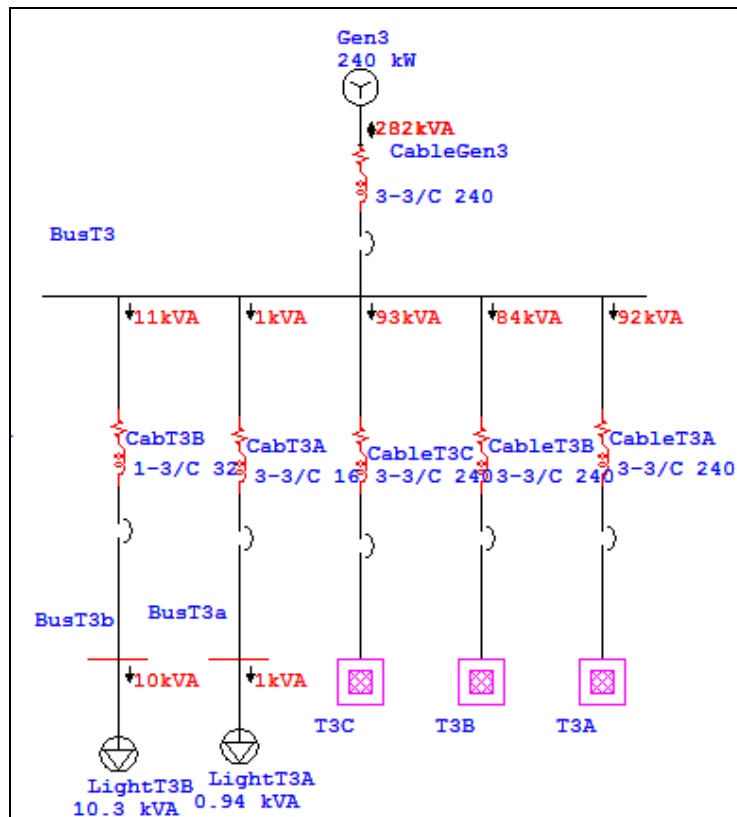 Gen3
240 kW
282kVA
CableGen3
3-3/C 240
BusT3
11kVA
1kVA
93kVA
84kVA
92kVA
CabT3B
1-3/C 32
CabT3A
3-3/C 16
CableT3C
3-3/C 240
CableT3B
3-3/C 240
CableT3A
3-3/C 240
BusT3b
BusT3a
10kVA
1kVA
T3C
T3B
T3A
LightT3B
10.3 kVA
LightT3A
0.94 kVA